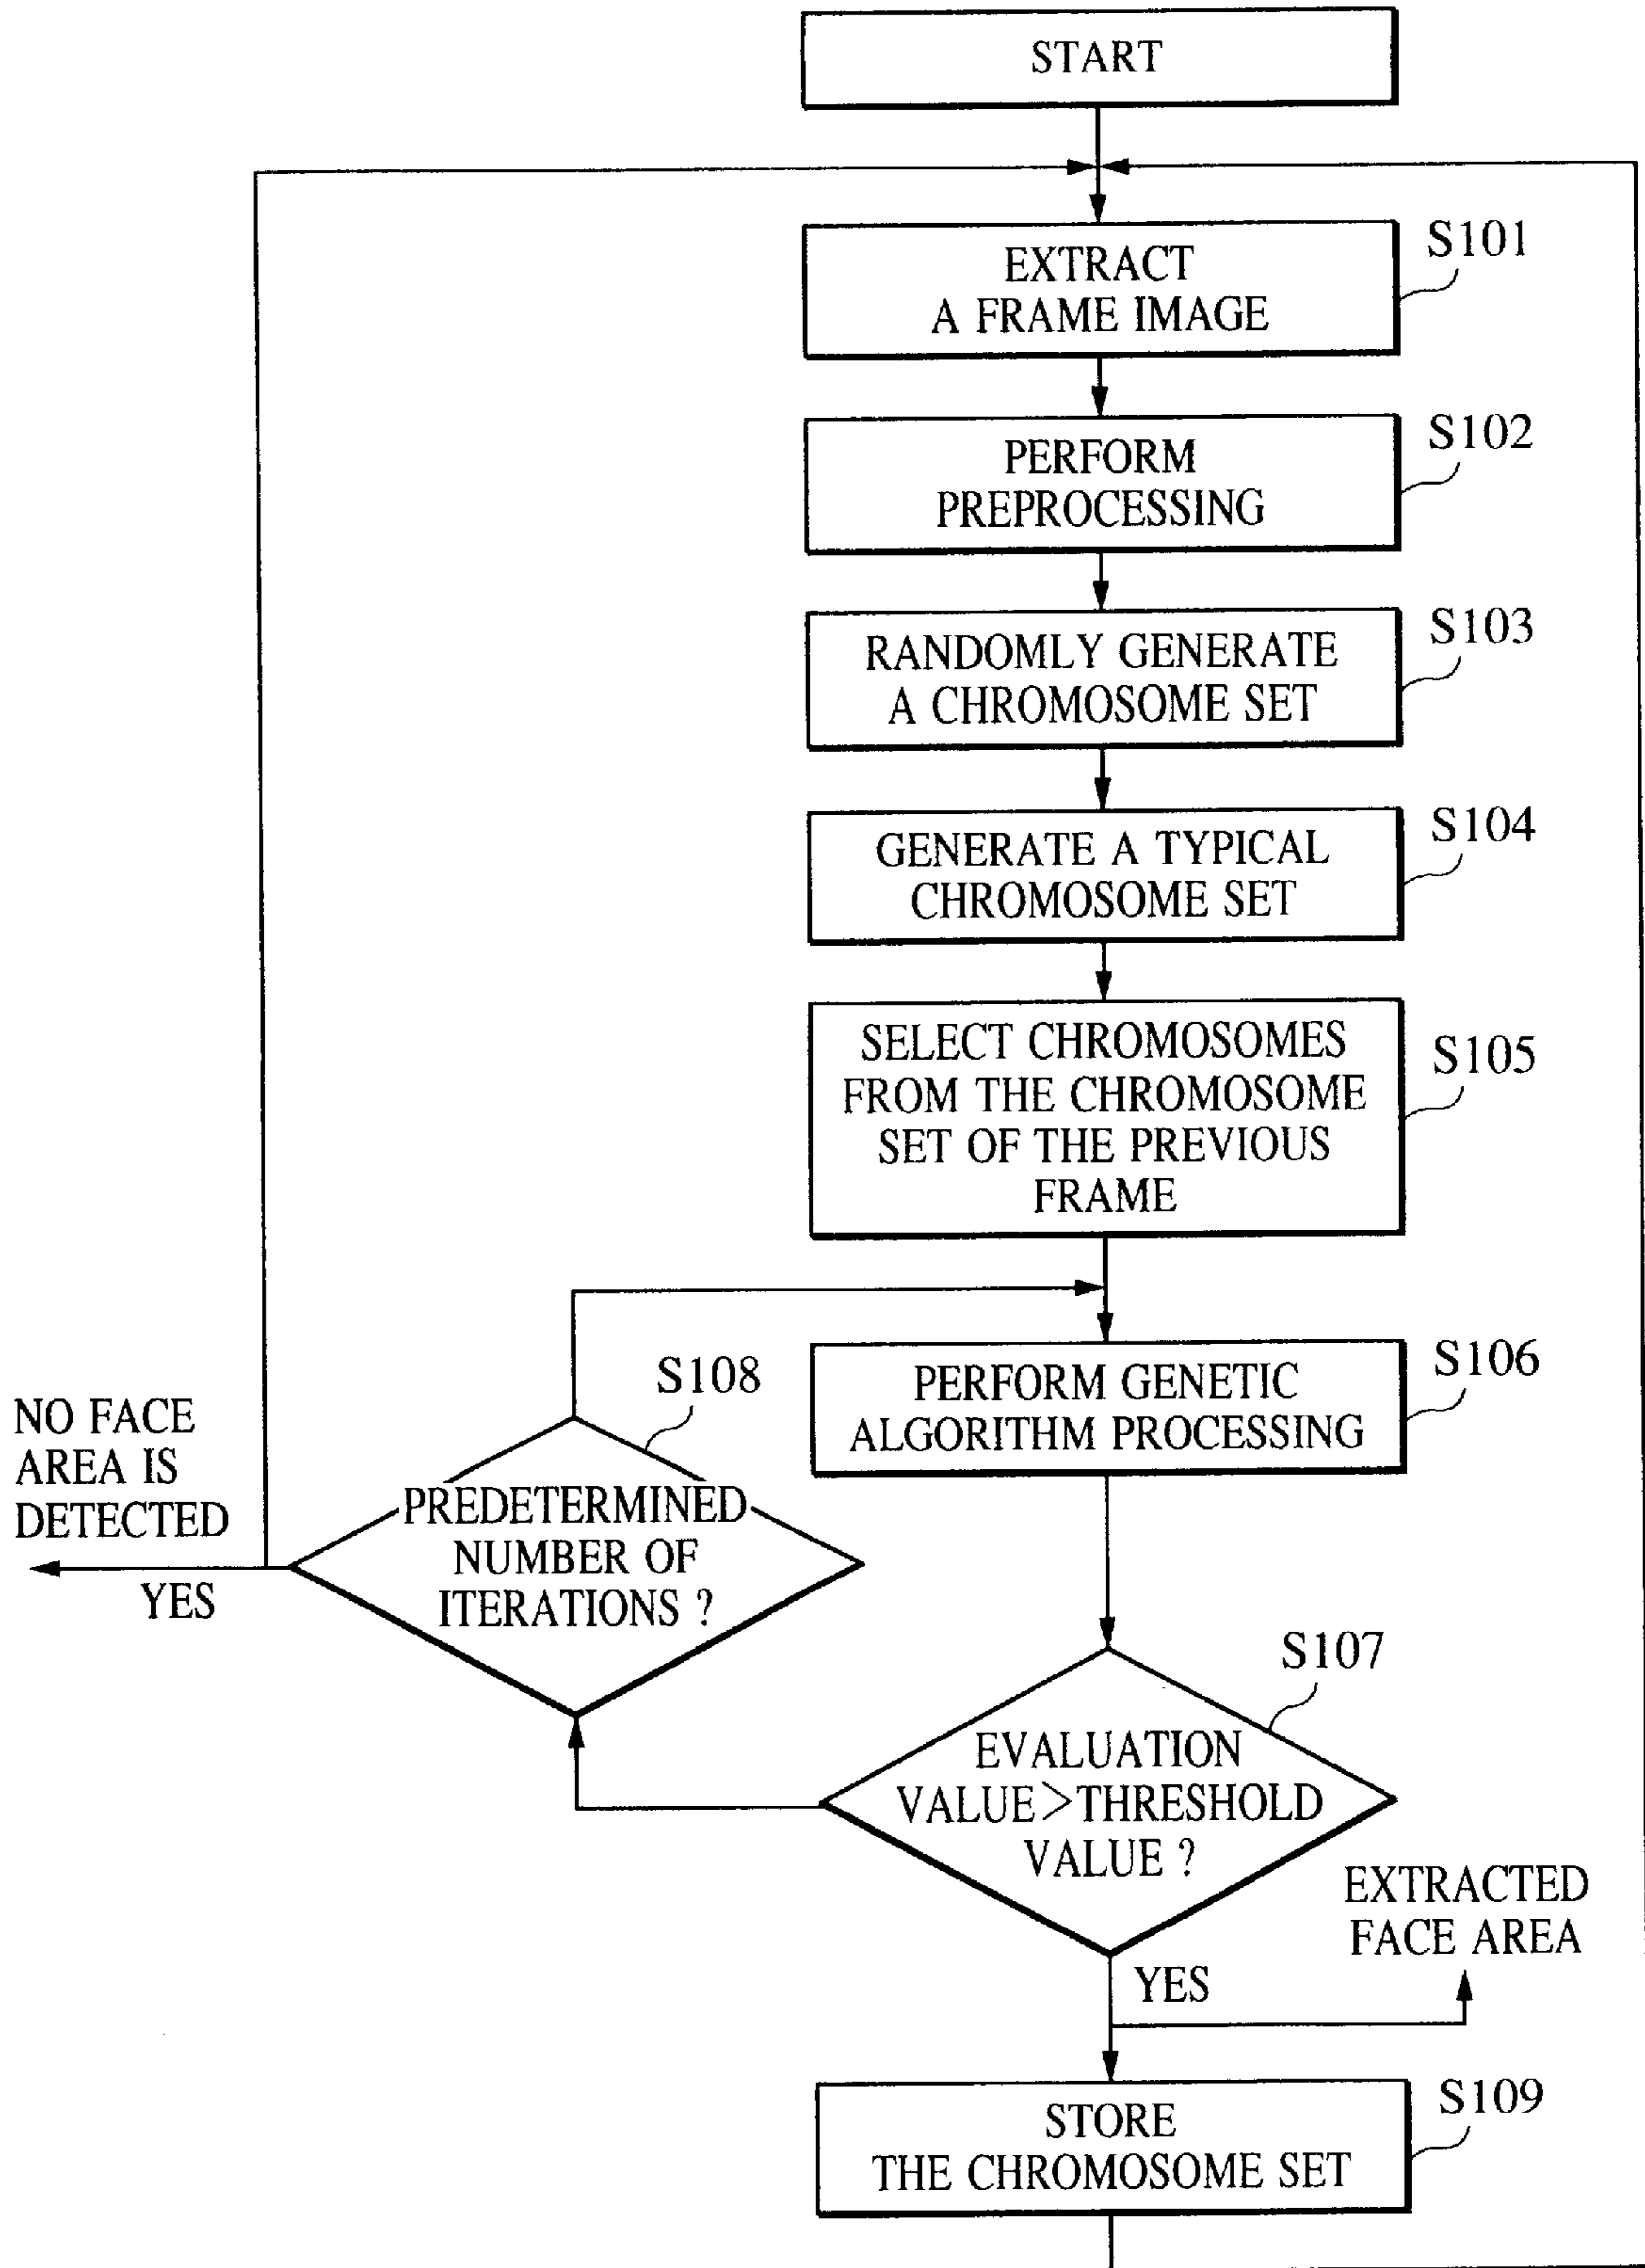 START
EXTRACT
A FRAME IMAGE
S101
PERFORM
PREPROCESSING
S102
RANDOMLY GENERATE
A CHROMOSOME SET
S103
GENERATE A TYPICAL
CHROMOSOME SET
S104
SELECT CHROMOSOMES
FROM THE CHROMOSOME
SET OF THE PREVIOUS
FRAME
S105
PERFORM GENETIC
ALGORITHM PROCESSING
S106
S108
PREDETERMINED
NUMBER OF
ITERATIONS ?
NO FACE
AREA IS
DETECTED
YES
S107
EVALUATION
VALUE>THRESHOLD
VALUE ?
YES
EXTRACTED
FACE AREA
STORE
THE CHROMOSOME SET
S109